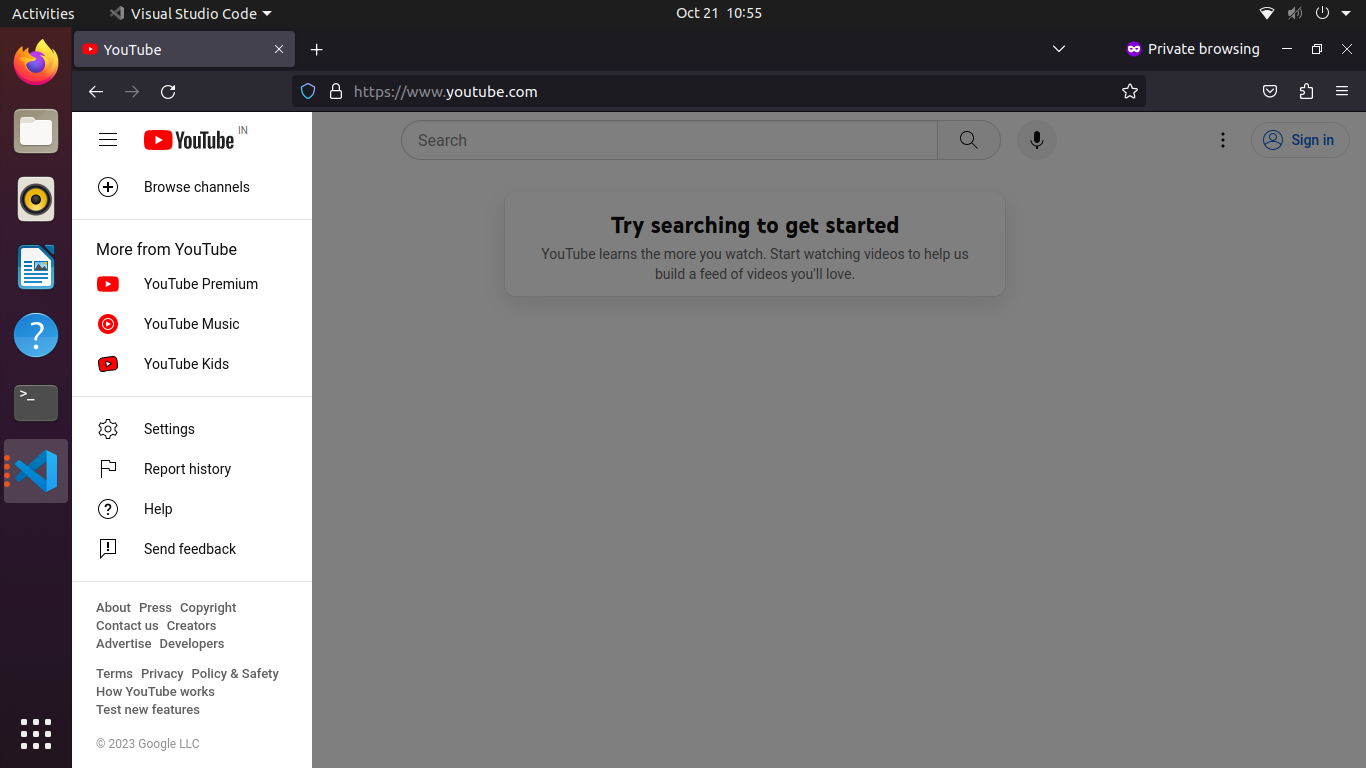 Activities
Visual Studio Code
Oct 21 10:55
YouTube
Private browsing
https://www.youtube.com
YouTube IN
Search
Sign in
Browse channels
More from YouTube
YouTube Premium
YouTube Music
YouTube Kids
Settings
Report history
Help
Send feedback
About Press Copyright
Contact us Creators
Advertise Developers
Terms Privacy Policy & Safety
How YouTube works
Test new features
© 2023 Google LLC
Try searching to get started
YouTube learns the more you watch. Start watching videos to help us
build a feed of videos you'll love.